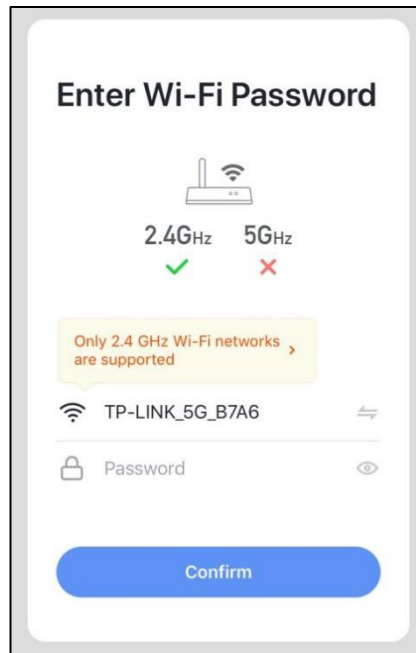 Enter Wi-Fi Password
2.4GHz 5GHz
Only 2.4 GHz Wi-Fi networks
are supported
TP-LINK_5G_B7A6
Password
Confirm